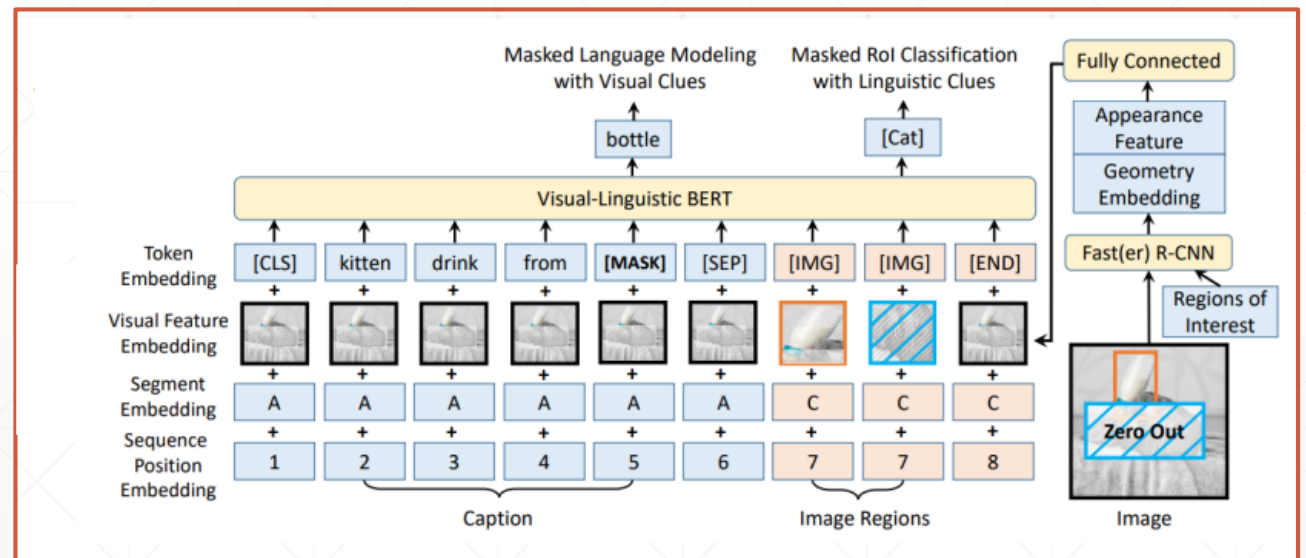 Masked Language Modeling
with Visual Clues
Masked RoI Classification
with Linguistic Clues
Fully Connected
Appearance
Feature
Geometry
Embedding
Fast(er) R-CNN
Regions of
Interest
bottle
[Cat]
Visual-Linguistic BERT
Token
Embedding
[CLS] kitten drink from [MASK] [SEP] [IMG] [IMG] [END]
+ + + + + + + + +
Visual Feature
Embedding
+ + + + + + + + +
Segment
Embedding
A A A A A A C C C
+ + + + + + + + +
Sequence
Position
Embedding
1 2 3 4 5 6 7 7 8
Zero Out
Caption
Image Regions
Image